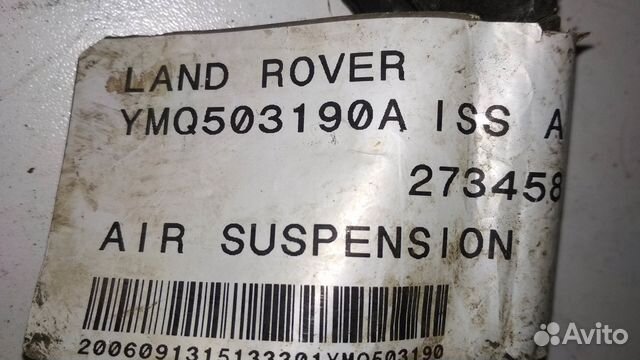 LAND ROVER
YMQ503190A ISS A
273458
AIR SUSPENSION
2006091315133201YMQ503190
Avito